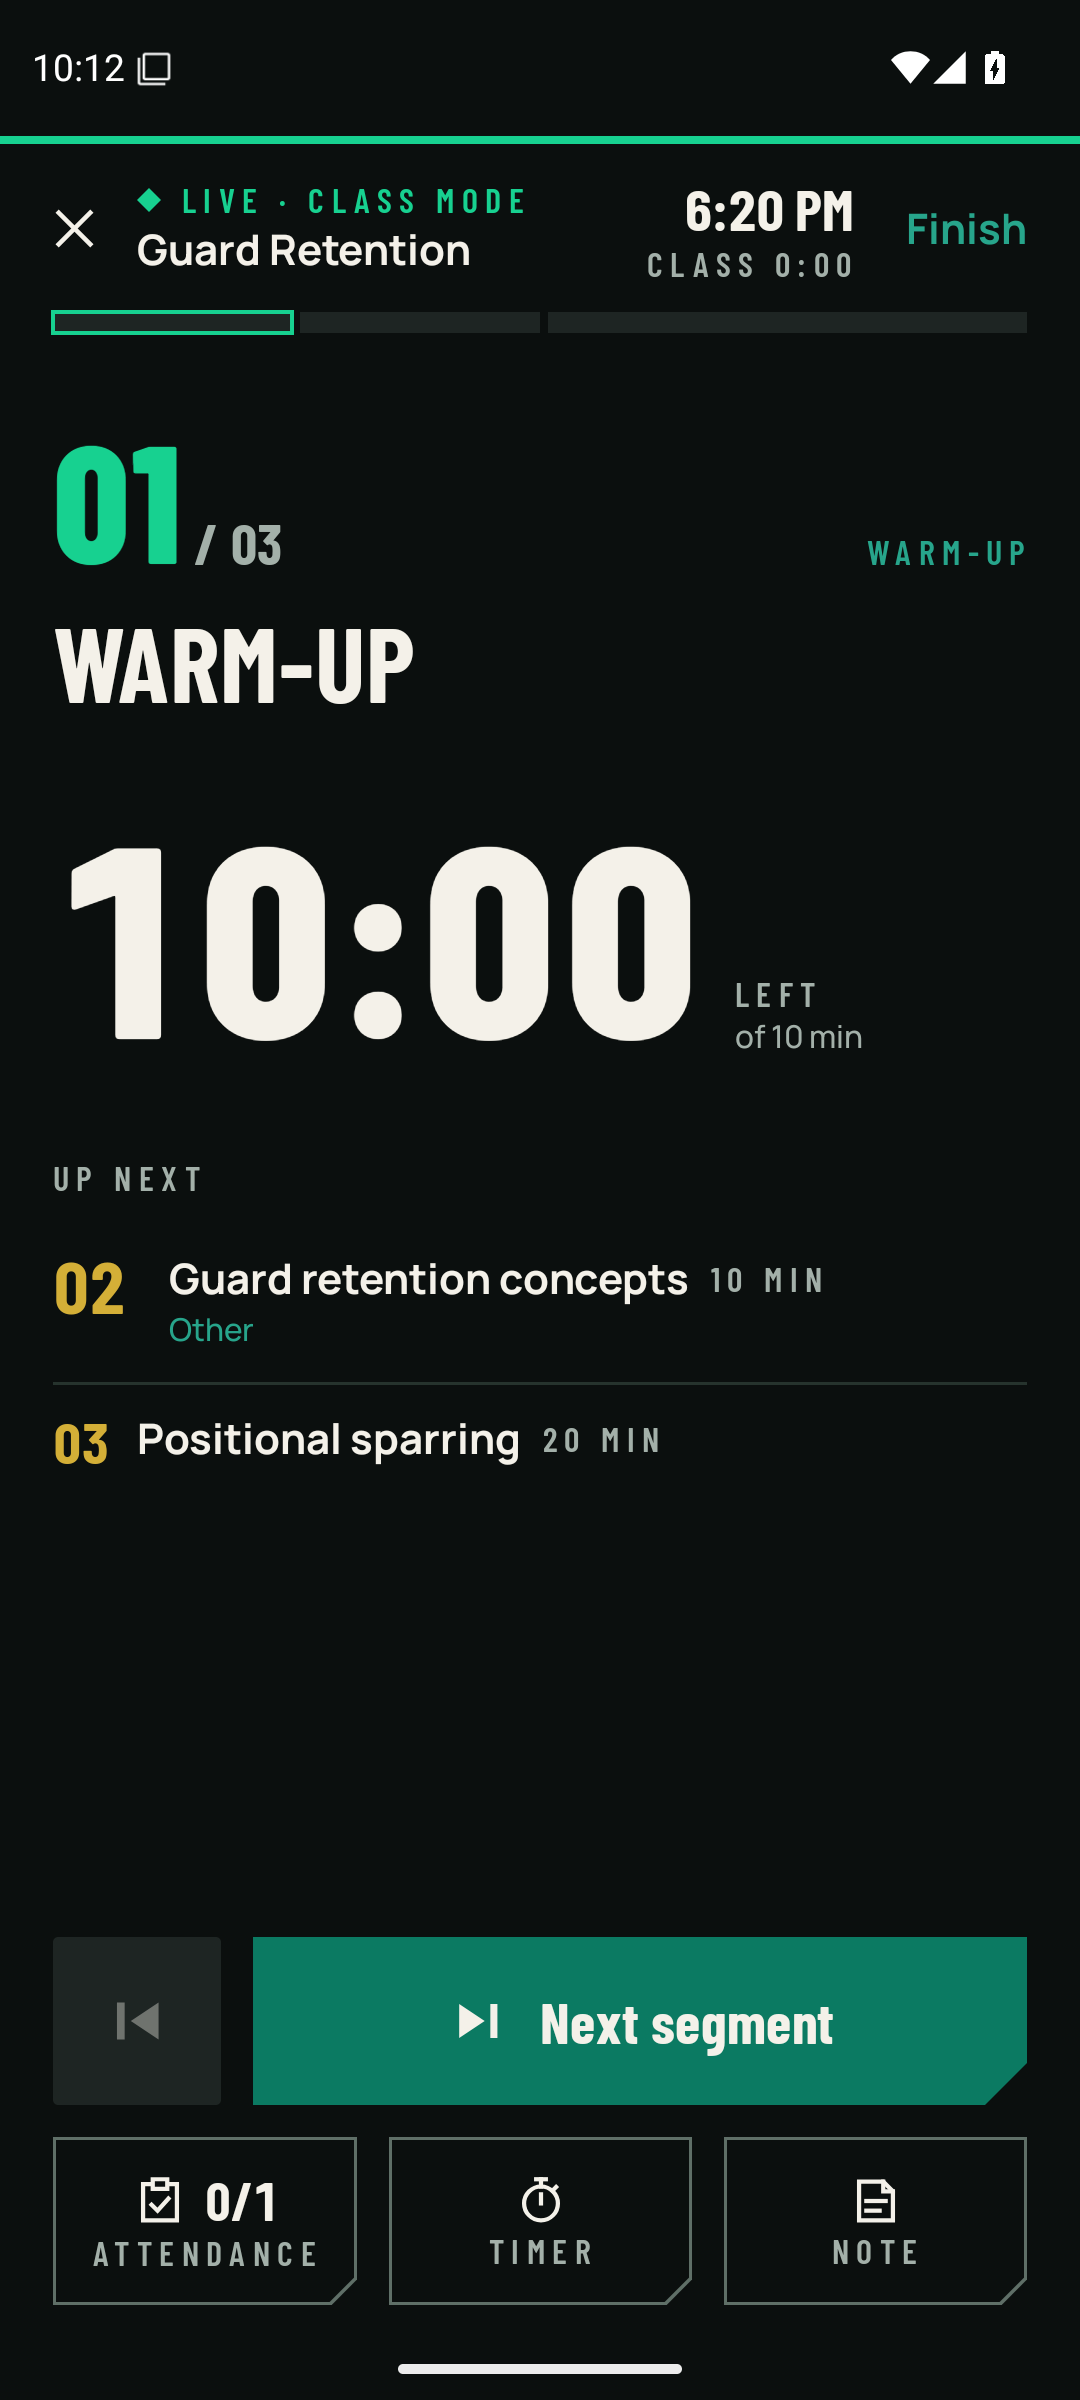 10:12
LIVE · CLASS MODE
Guard Retention
6:20 PM
CLASS 0:00
Finish
01 / 03
WARM-UP
WARM-UP
10:00
LEFT
of 10 min
UP NEXT
02 Guard retention concepts 10 MIN
Other
03 Positional sparring 20 MIN
Next segment
0/1
ATTENDANCE
TIMER
NOTE